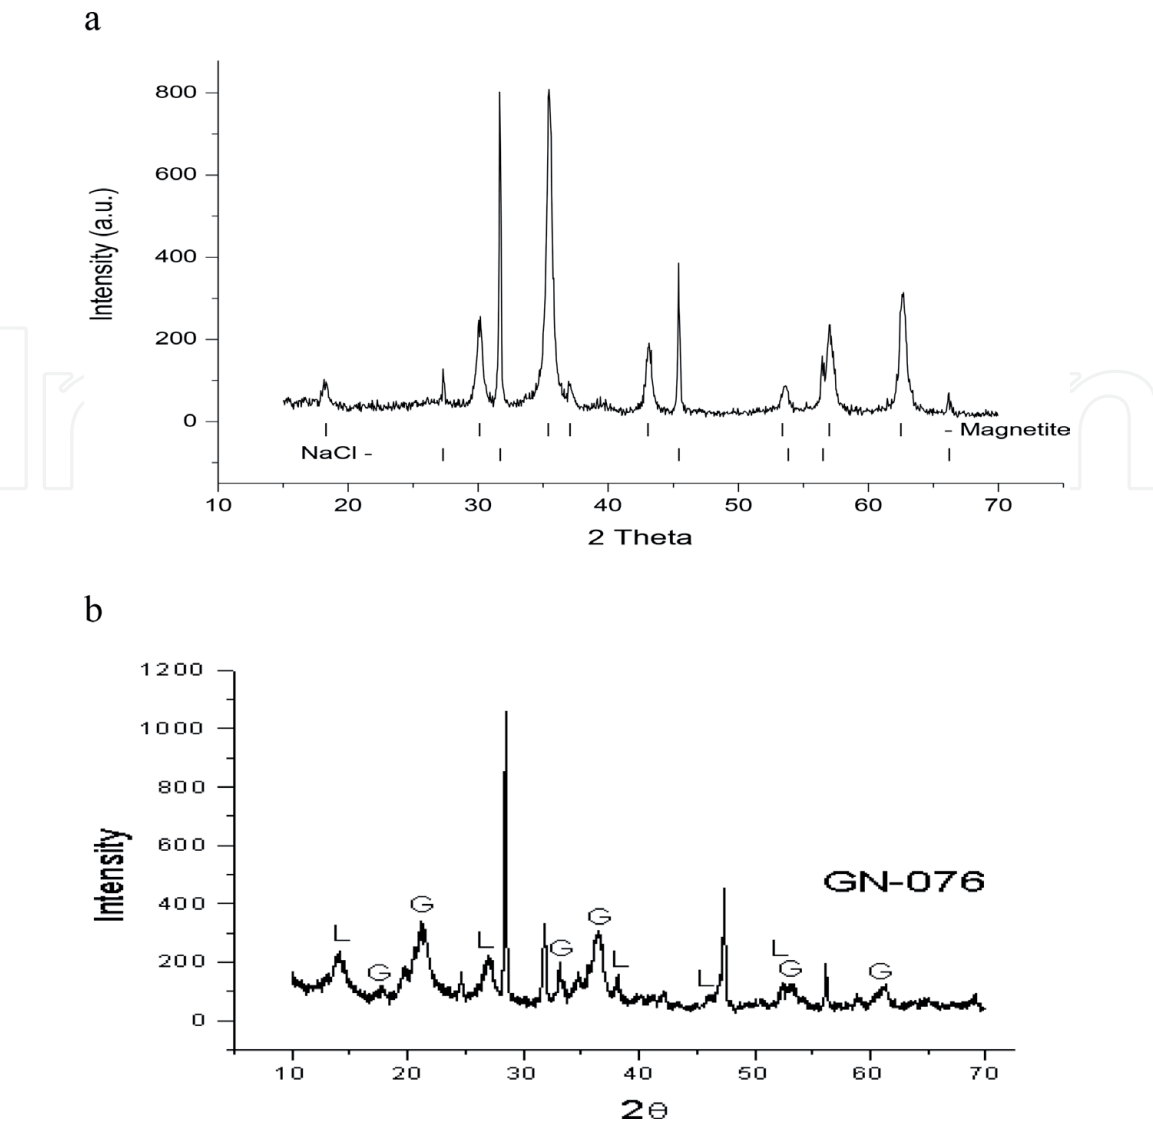 a
800
600
400
200
0
Intensity (a.u.)
- Magnetite
NaCl -
10 20 30 40 50 60 70
2 Theta
b
1200
1000
800
600
400
200
0
Intensity
GN-076
L G G L G G L L L G G
10 20 30 40 50 60 70
2θ